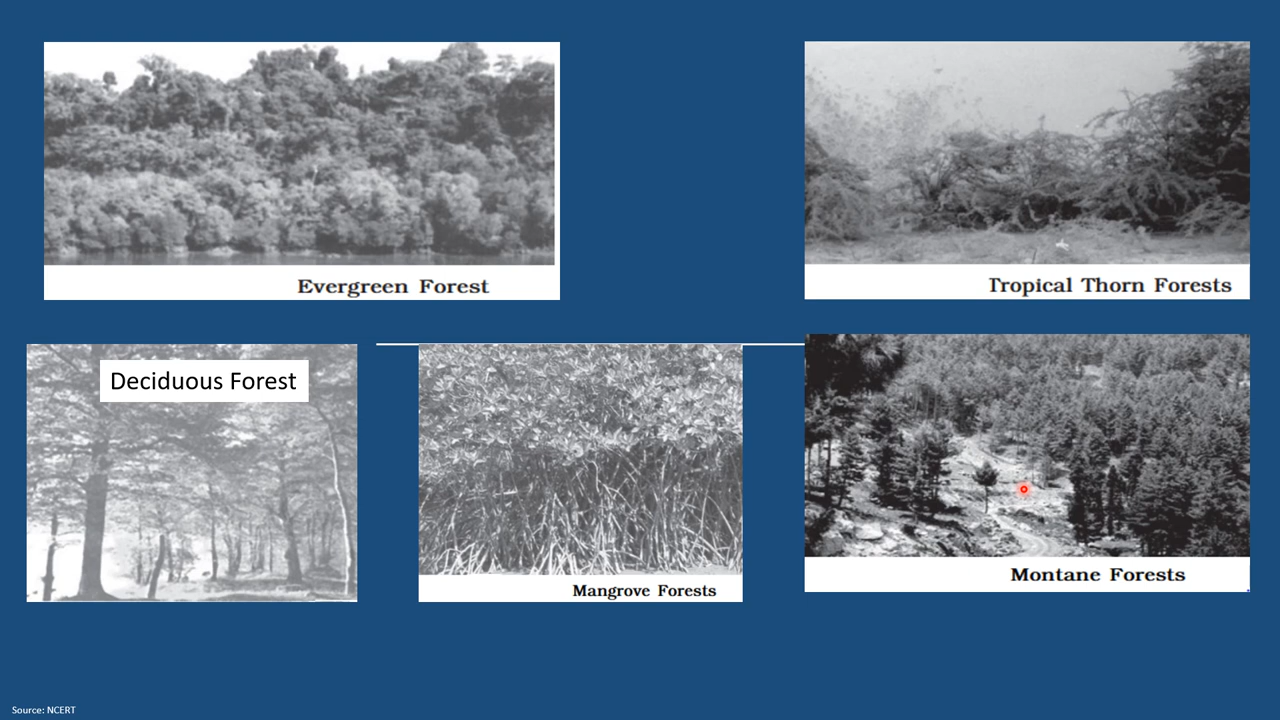 Evergreen Forest
Tropical Thorn Forests
Deciduous Forest
Mangrove Forests
Montane Forests
Source: NCERT